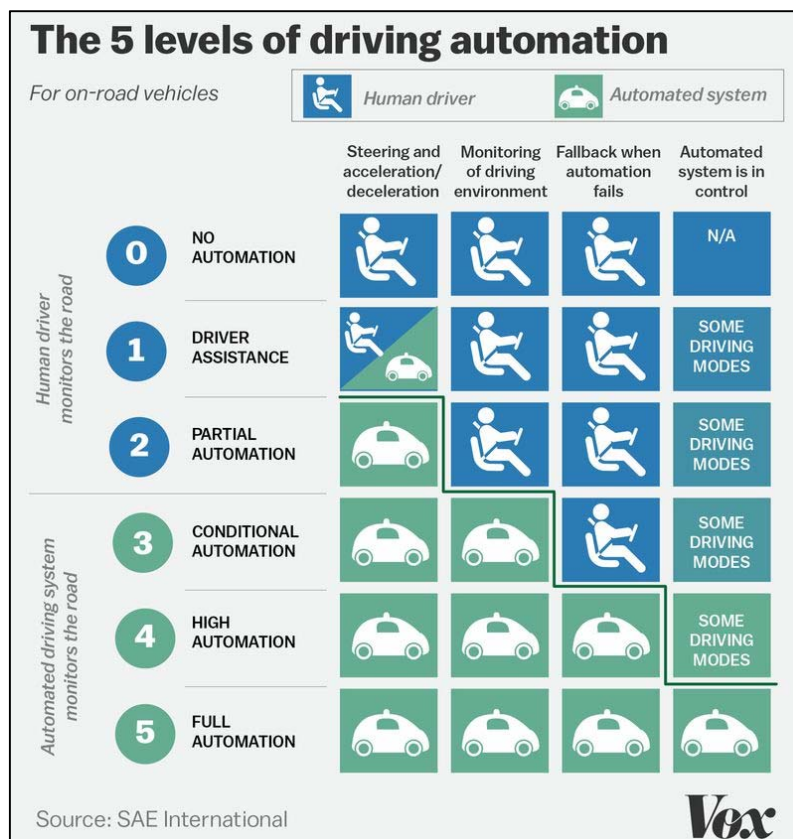 The 5 levels of driving automation
For on-road vehicles
Human driver
Automated system
Steering and
acceleration/
deceleration
Monitoring
of driving
environment
Fallback when
automation
fails
Automated
system is in
control
Human driver
monitors the road
0
NO
AUTOMATION
N/A
1
DRIVER
ASSISTANCE
SOME
DRIVING
MODES
2
PARTIAL
AUTOMATION
SOME
DRIVING
MODES
Automated driving system
monitors the road
3
CONDITIONAL
AUTOMATION
SOME
DRIVING
MODES
4
HIGH
AUTOMATION
SOME
DRIVING
MODES
5
FULL
AUTOMATION
Source: SAE International
Vox